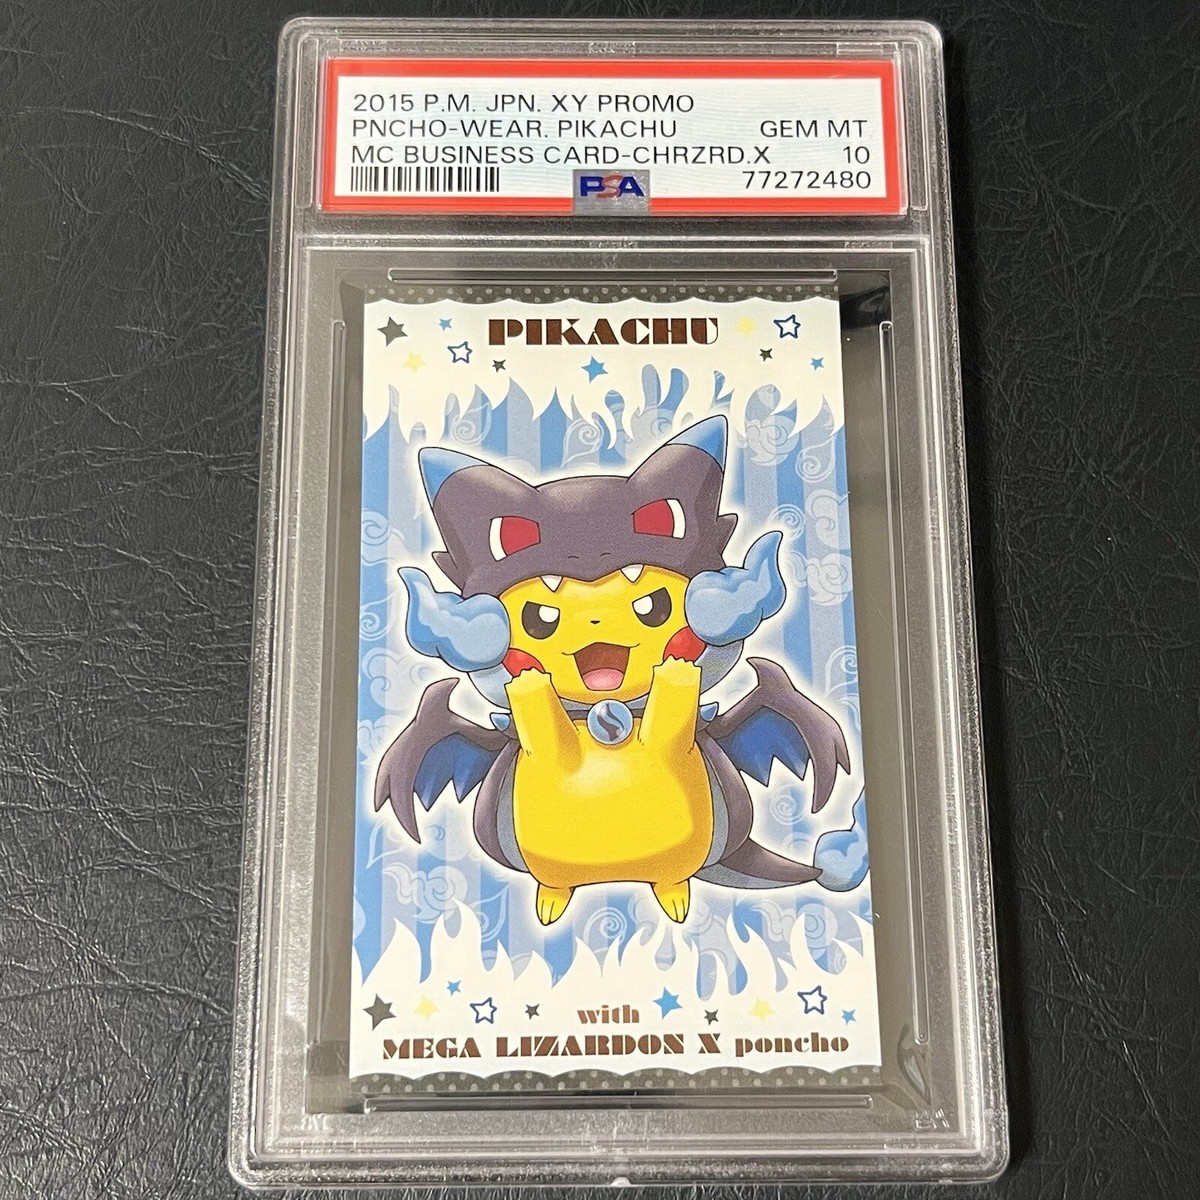 2015 P.M. JPN. XY PROMO
PNCHO-WEAR. PIKACHU GEM MT
MC BUSINESS CARD-CHRZRD.X 10
PSA 77272480
PIKACHU
with
MEGA LIZARDON X poncho